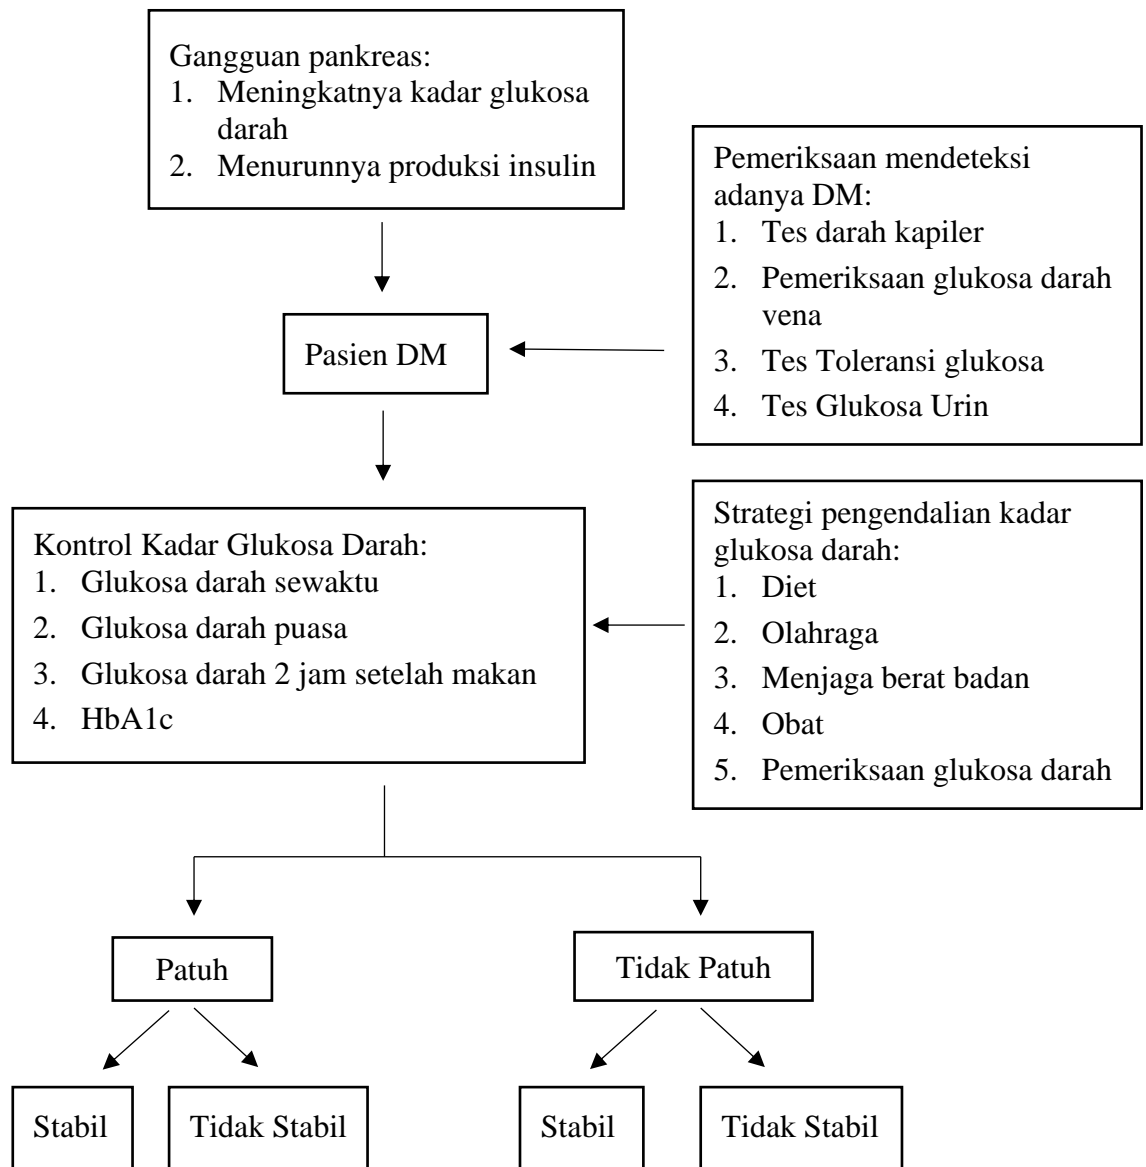 Gangguan pankreas:
1. Meningkatnya kadar glukosa
darah
2. Menurunnya produksi insulin
Pemeriksaan mendeteksi
adanya DM:
1. Tes darah kapiler
2. Pemeriksaan glukosa darah
vena
3. Tes Toleransi glukosa
4. Tes Glukosa Urin
Pasien DM
Kontrol Kadar Glukosa Darah:
1. Glukosa darah sewaktu
2. Glukosa darah puasa
3. Glukosa darah 2 jam setelah makan
4. HbA1c
Strategi pengendalian kadar
glukosa darah:
1. Diet
2. Olahraga
3. Menjaga berat badan
4. Obat
5. Pemeriksaan glukosa darah
Patuh
Tidak Patuh
Stabil
Tidak Stabil
Stabil
Tidak Stabil